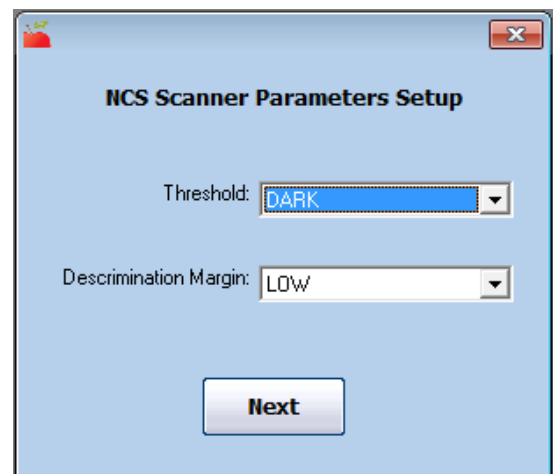 NCS Scanner Parameters Setup
Threshold: DARK
Descrimination Margin: LOW
Next